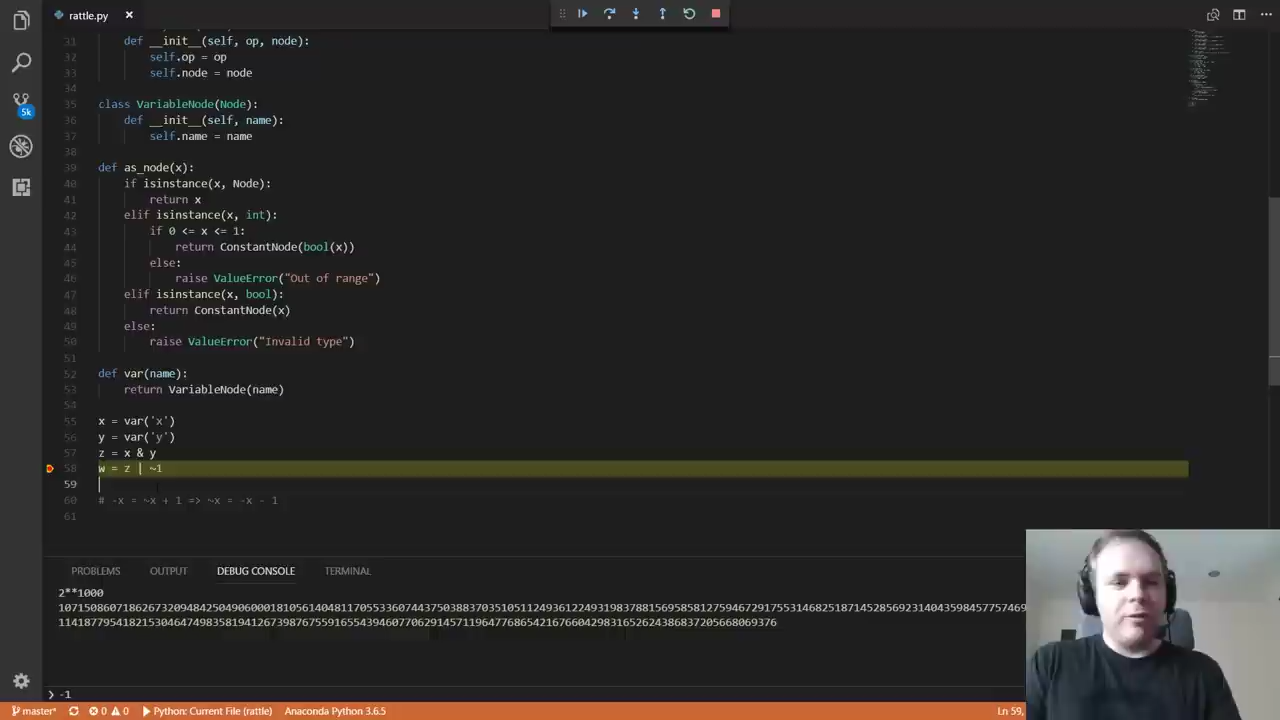 rattle.py
31 def __init__(self, op, node):
32 self.op = op
33 self.node = node
34
35 class VariableNode(Node):
36 def __init__(self, name):
37 self.name = name
38
39 def as_node(x):
40 if isinstance(x, Node):
41 return x
42 elif isinstance(x, int):
43 if 0 <= x <= 1:
44 return ConstantNode(bool(x))
45 else:
46 raise ValueError("Out of range")
47 elif isinstance(x, bool):
48 return ConstantNode(x)
49 else:
50 raise ValueError("Invalid type")
51
52 def var(name):
53 return VariableNode(name)
54
55 x = var('x')
56 y = var('y')
57 z = x & y
58 w = z | ~1
59
60 # -x = ~x + 1 => ~x = -x - 1
61
5k
PROBLEMS OUTPUT DEBUG CONSOLE TERMINAL
2**1000
❯ -1
master* 0 0 Python: Current File (rattle) Anaconda Python 3.6.5 Ln 59,